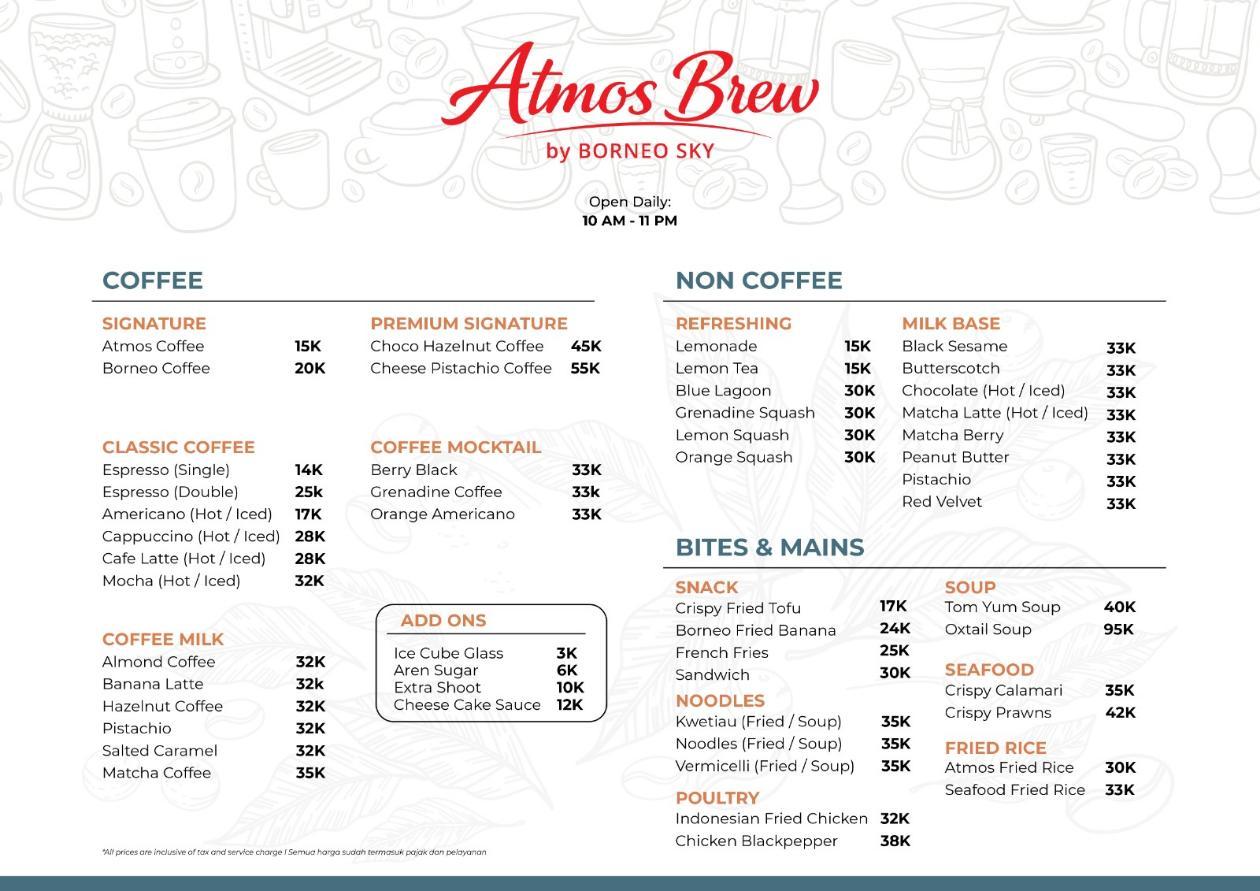 Atmos Brew
by BORNEO SKY
Open Daily:
10 AM - 11 PM
COFFEE
SIGNATURE
Atmos Coffee 15K
Borneo Coffee 20K
PREMIUM SIGNATURE
Choco Hazelnut Coffee 45K
Cheese Pistachio Coffee 55K
CLASSIC COFFEE
Espresso (Single) 14K
Espresso (Double) 25k
Americano (Hot / Iced) 17K
Cappuccino (Hot / Iced) 28K
Cafe Latte (Hot / Iced) 28K
Mocha (Hot / Iced) 32K
COFFEE MOCKTAIL
Berry Black 33K
Grenadine Coffee 33k
Orange Americano 33K
COFFEE MILK
Almond Coffee 32K
Banana Latte 32k
Hazelnut Coffee 32K
Pistachio 32K
Salted Caramel 32K
Matcha Coffee 35K
ADD ONS
Ice Cube Glass 3K
Aren Sugar 6K
Extra Shoot 10K
Cheese Cake Sauce 12K
*All prices are inclusive of tax and service charge I Semua harga sudah termasuk pajak dan pelayanan
NON COFFEE
REFRESHING
Lemonade 15K
Lemon Tea 15K
Blue Lagoon 30K
Grenadine Squash 30K
Lemon Squash 30K
Orange Squash 30K
MILK BASE
Black Sesame 33K
Butterscotch 33K
Chocolate (Hot / Iced) 33K
Matcha Latte (Hot / Iced) 33K
Matcha Berry 33K
Peanut Butter 33K
Pistachio 33K
Red Velvet 33K
BITES & MAINS
SNACK
Crispy Fried Tofu 17K
Borneo Fried Banana 24K
French Fries 25K
Sandwich 30K
NOODLES
Kwetiau (Fried / Soup) 35K
Noodles (Fried / Soup) 35K
Vermicelli (Fried / Soup) 35K
POULTRY
Indonesian Fried Chicken 32K
Chicken Blackpepper 38K
SOUP
Tom Yum Soup 40K
Oxtail Soup 95K
SEAFOOD
Crispy Calamari 35K
Crispy Prawns 42K
FRIED RICE
Atmos Fried Rice 30K
Seafood Fried Rice 33K